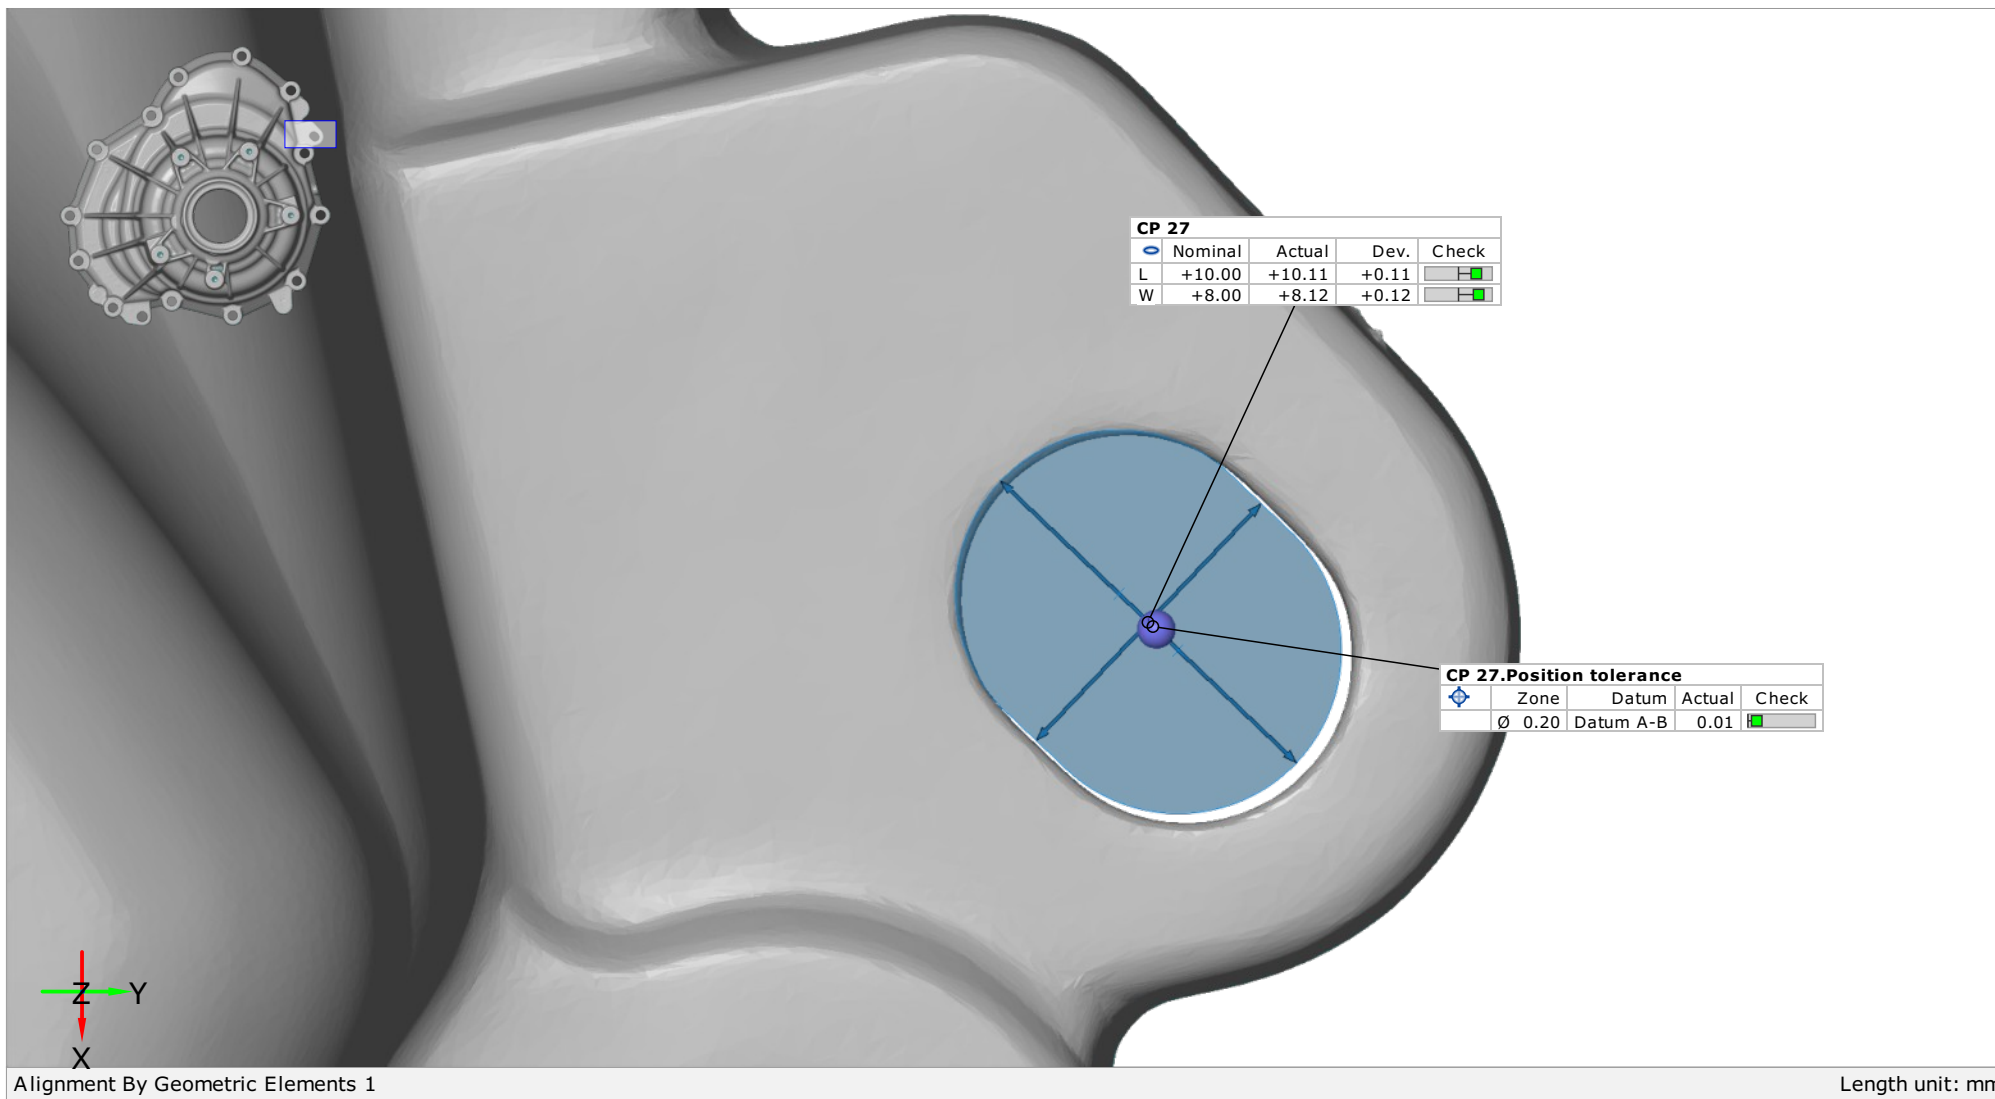 CP 27
Nominal Actual Dev. Check
L +10.00 +10.11 +0.11
W +8.00 +8.12 +0.12
CP 27.Position tolerance
Zone Datum Actual Check
Ø 0.20 Datum A-B 0.01
Z Y
X
Alignment By Geometric Elements 1
Length unit: mm